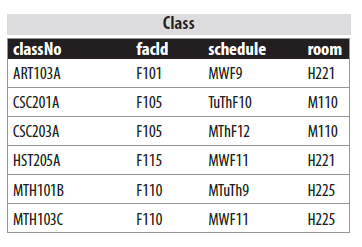 Class
classNo facId schedule room
ART103A F101 MWF9 H221
CSC201A F105 TuThF10 M110
CSC203A F105 MThF12 M110
HST205A F115 MWF11 H221
MTH101B F110 MTuTh9 H225
MTH103C F110 MWF11 H225